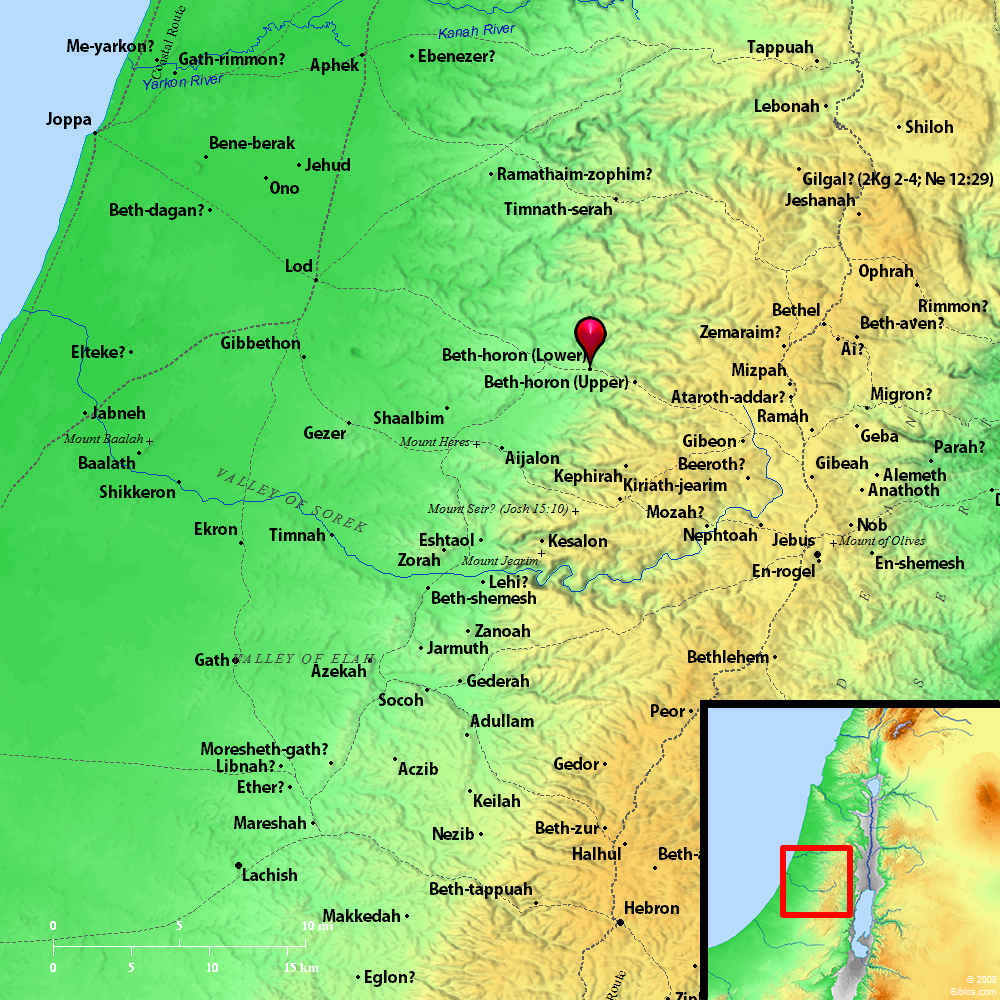 Coastal Route
Kanah River
Me-yarkon?
Tappuah
Gath-rimmon?
Ebenezer?
Aphek
Yarkon River
Lebonah
Joppa
Shiloh
Bene-berak
Jehud
Ramathaim-zophim?
Gilgal? (2Kg 2-4; Ne 12:29)
Ono
Jeshanah
Beth-dagan?
Timnath-serah
Lod
Ophrah
Rimmon?
Bethel
Beth-aven?
Zemaraim?
Gibbethon
Ai?
Elteke?
Beth-horon (Lower)
Mizpah
Beth-horon (Upper)
Migron?
Ataroth-addar?
Jabneh
Shaalbim
Ramah
Gezer
Geba
Mount Baalah
Mount Heres
Gibeon
Parah?
Aijalon
Baalath
Beeroth?
Gibeah
Kephirah
Alemeth
Kiriath-jearim
Anathoth
Shikkeron
VALLEY OF SOREK
Mount Seir? (Josh 15:10)
Mozah?
D
Ekron
Timnah
Nob
Nephtoah
Eshtaol
Kesalon
Jebus
Mount of Olives
Zorah
Mount Jearim
En-shemesh
En-rogel
Lehi?
Beth-shemesh
Zanoah
Jarmuth
Gath
VALLEY OF ELAH
Bethlehem
Azekah
Gederah
Socoh
Peor
Adullam
Moresheth-gath?
Libnah?
Aczib
Gedor
Ether?
Keilah
Mareshah
Nezib
Beth-zur
Halhul
Beth-
Lachish
Beth-tappuah
Makkedah
Hebron
0 5 10 mi
0 5 10 15 km
Eglon?
Route
Zip
© 2008
Biblos.com